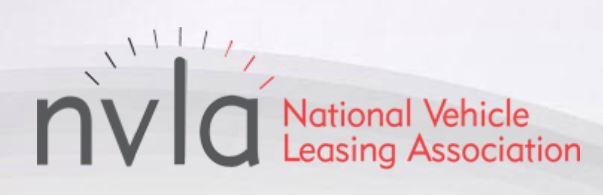 nvla
National Vehicle
Leasing Association